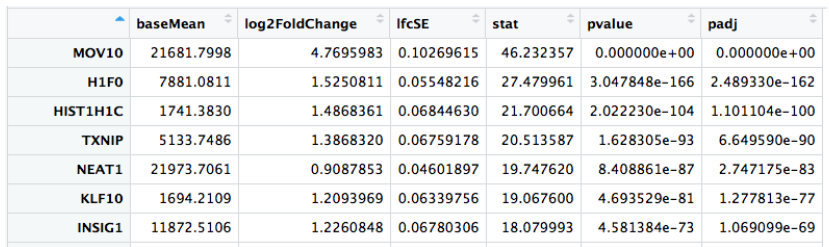 baseMean log2FoldChange lfcSE stat pvalue padj
MOV10 21681.7998 4.7695983 0.10269615 46.232357 0.000000e+00 0.000000e+00
H1F0 7881.0811 1.5250811 0.05548216 27.479961 3.047848e-166 2.489330e-162
HIST1H1C 1741.3830 1.4868361 0.06844630 21.700664 2.022230e-104 1.101104e-100
TXNIP 5133.7486 1.3868320 0.06759178 20.513587 1.628305e-93 6.649590e-90
NEAT1 21973.7061 0.9087853 0.04601897 19.747620 8.408861e-87 2.747175e-83
KLF10 1694.2109 1.2093969 0.06339756 19.067600 4.693529e-81 1.277813e-77
INSIG1 11872.5106 1.2260848 0.06780306 18.079993 4.581384e-73 1.069099e-69